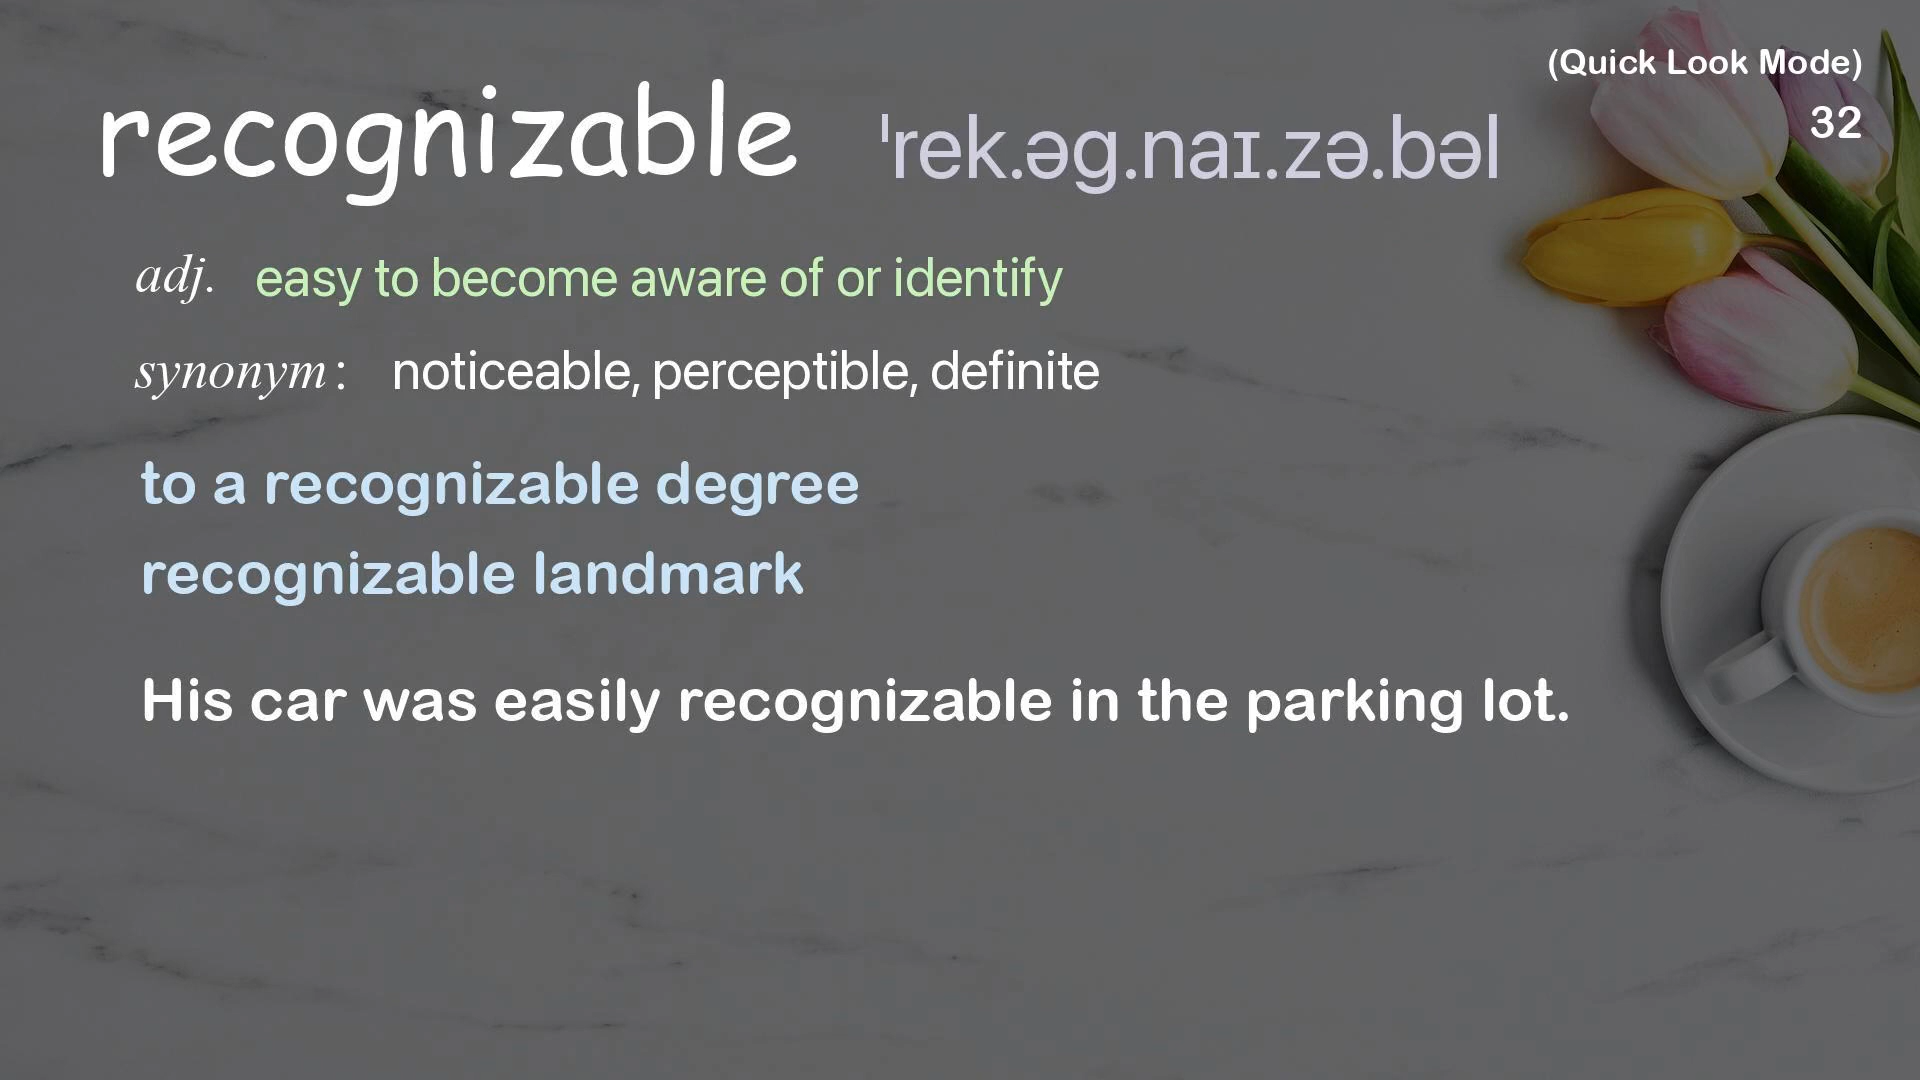 (Quick Look Mode)
32
recognizable ˈrek.əg.naɪ.zə.bəl
adj. easy to become aware of or identify
synonym: noticeable, perceptible, definite
to a recognizable degree
recognizable landmark
His car was easily recognizable in the parking lot.